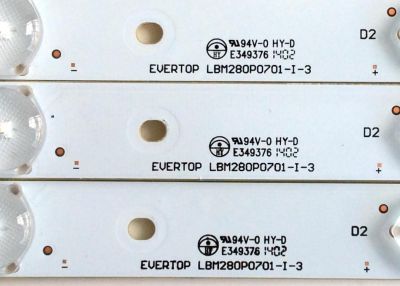 94V-0 HY-D
E349376 1402
D2
EVERTOP LBM280P0701-I-3
- +
94V-0 HY-D
E349376 1402
D2
EVERTOP LBM280P0701-I-3
- +
94V-0 HY-D
E349376 1402
D2
EVERTOP LBM280P0701-I-3
- +